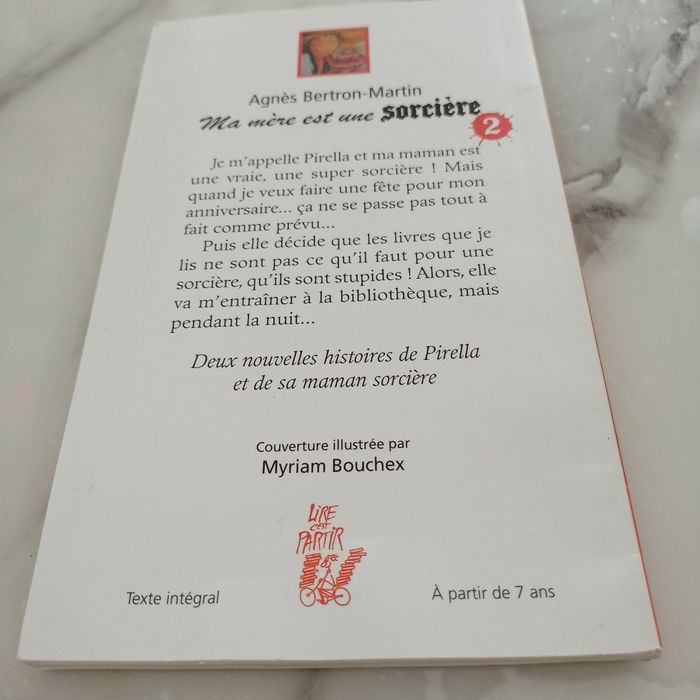 Agnès Bertron-Martin
Ma mère est une sorcière
2
Je m'appelle Pirella et ma maman est
une vraie, une super sorcière ! Mais
quand je veux faire une fête pour mon
anniversaire... ça ne se passe pas tout à
fait comme prévu...
Puis elle décide que les livres que je
lis ne sont pas ce qu'il faut pour une
sorcière, qu'ils sont stupides ! Alors, elle
va m'entraîner à la bibliothèque, mais
pendant la nuit...
Deux nouvelles histoires de Pirella
et de sa maman sorcière
Couverture illustrée par
Myriam Bouchex
LIRE
c'est
PARTIR
Texte intégral
À partir de 7 ans